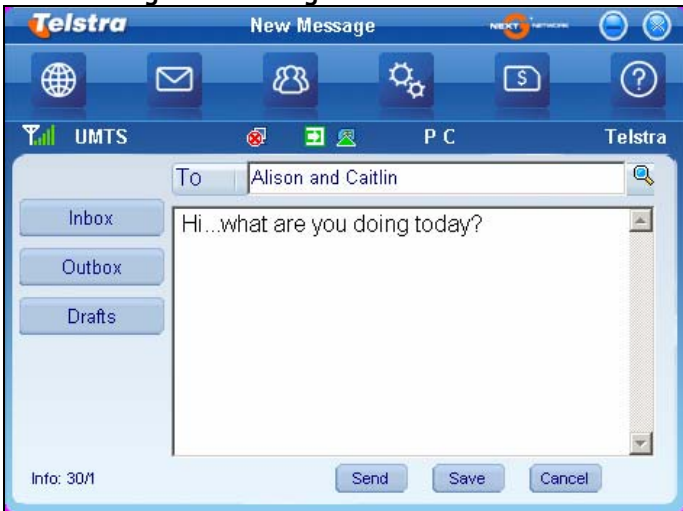 Telstra New Message NEXT NETWORK
$ ?
UMTS P C Telstra
To Alison and Caitlin
Inbox
Hi...what are you doing today?
Outbox
Drafts
Info: 30/1 Send Save Cancel